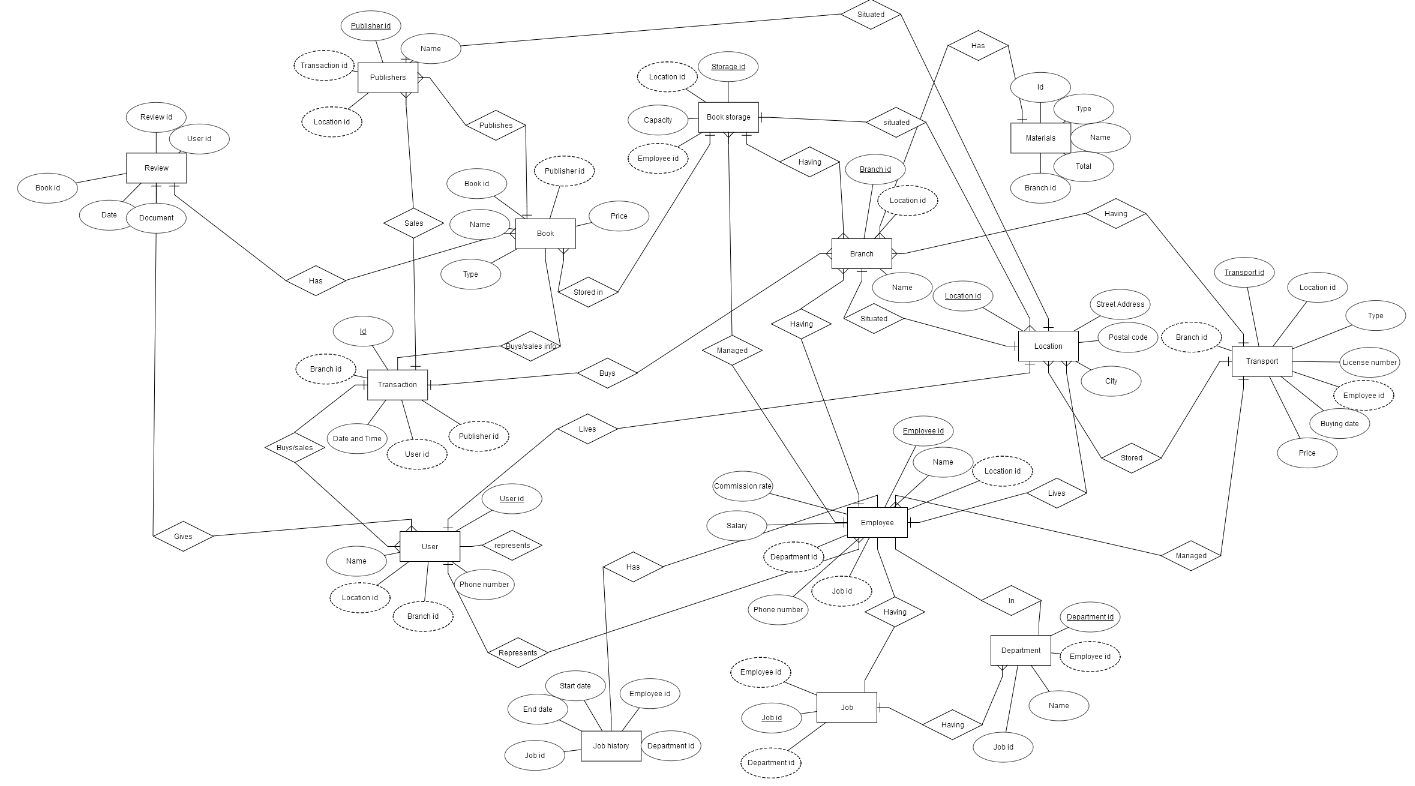 Situated
Publisher id
Name
Has
Transaction id
Storage id
Location id
Publishers
Id
Type
Review id
Location id
Publishes
Capacity
Book storage
situated
Materials
Name
User id
Employee id
Having
Total
Review
Book id
Publisher id
Branch id
Branch id
Book id
Location id
Date
Document
Name
Sales
Price
Having
Book
Branch
Type
Has
Stored in
Name
Location id
Transport id
Location id
Street Address
Situated
Type
Id
Having
Postal code
Branch id
Buys/sales info
Managed
Location
Transport
License number
Branch id
Buys
City
Transaction
Employee id
Lives
Employee id
Buying date
Date and Time
Publisher id
Buys/sales
User id
Name
Location id
Stored
Price
Commission rate
Lives
User id
Salary
Employee
Gives
User
represents
Department id
Managed
Name
Has
Phone number
Job id
Location id
Branch id
Phone number
Having
In
Department id
Represents
Department
Employee id
Employee id
Start date
Employee id
End date
Job
Name
Job id
Having
Job history
Department id
Job id
Job id
Department id